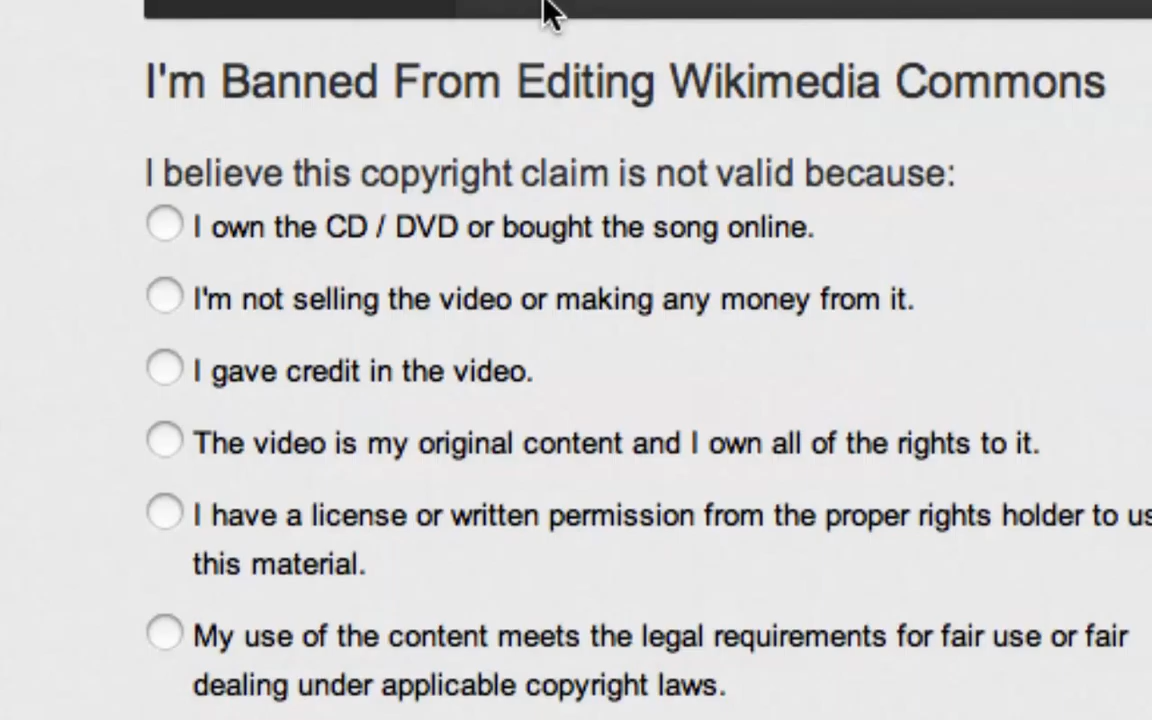 I'm Banned From Editing Wikimedia Commons
I believe this copyright claim is not valid because:
I own the CD / DVD or bought the song online.
I'm not selling the video or making any money from it.
I gave credit in the video.
The video is my original content and I own all of the rights to it.
I have a license or written permission from the proper rights holder to us
this material.
My use of the content meets the legal requirements for fair use or fair
dealing under applicable copyright laws.